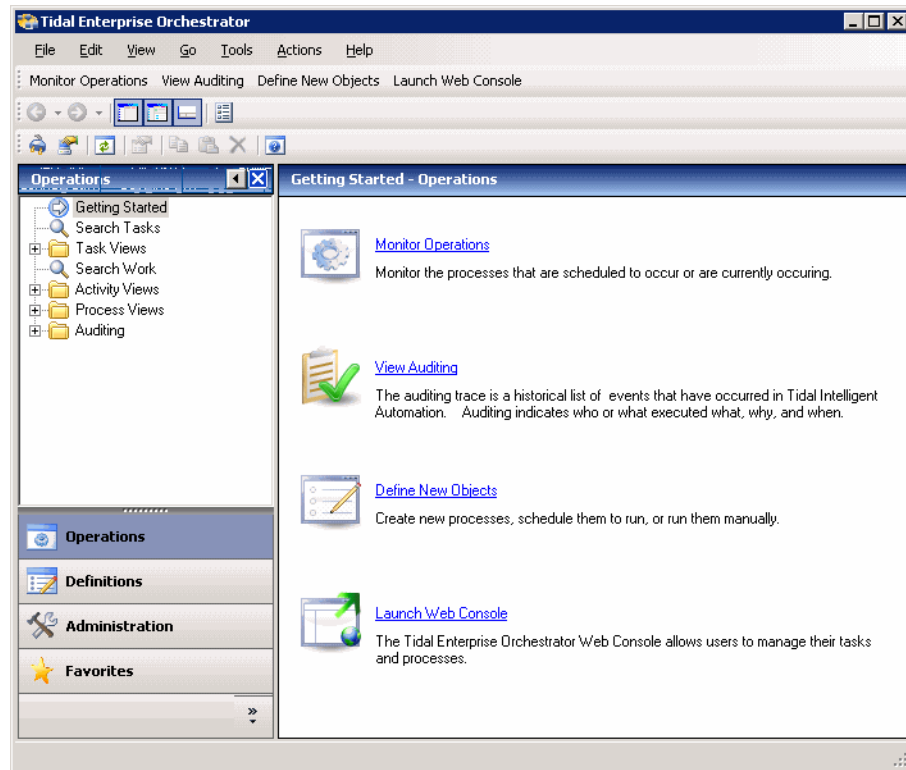 Tidal Enterprise Orchestrator
File Edit View Go Tools Actions Help
Monitor Operations View Auditing Define New Objects Launch Web Console
Operations
Getting Started
Search Tasks
Task Views
Search Work
Activity Views
Process Views
Auditing
Operations
Definitions
Administration
Favorites
Getting Started - Operations
Monitor Operations
Monitor the processes that are scheduled to occur or are currently occuring.
View Auditing
The auditing trace is a historical list of events that have occurred in Tidal Intelligent
Automation. Auditing indicates who or what executed what, why, and when.
Define New Objects
Create new processes, schedule them to run, or run them manually.
Launch Web Console
The Tidal Enterprise Orchestrator Web Console allows users to manage their tasks
and processes.